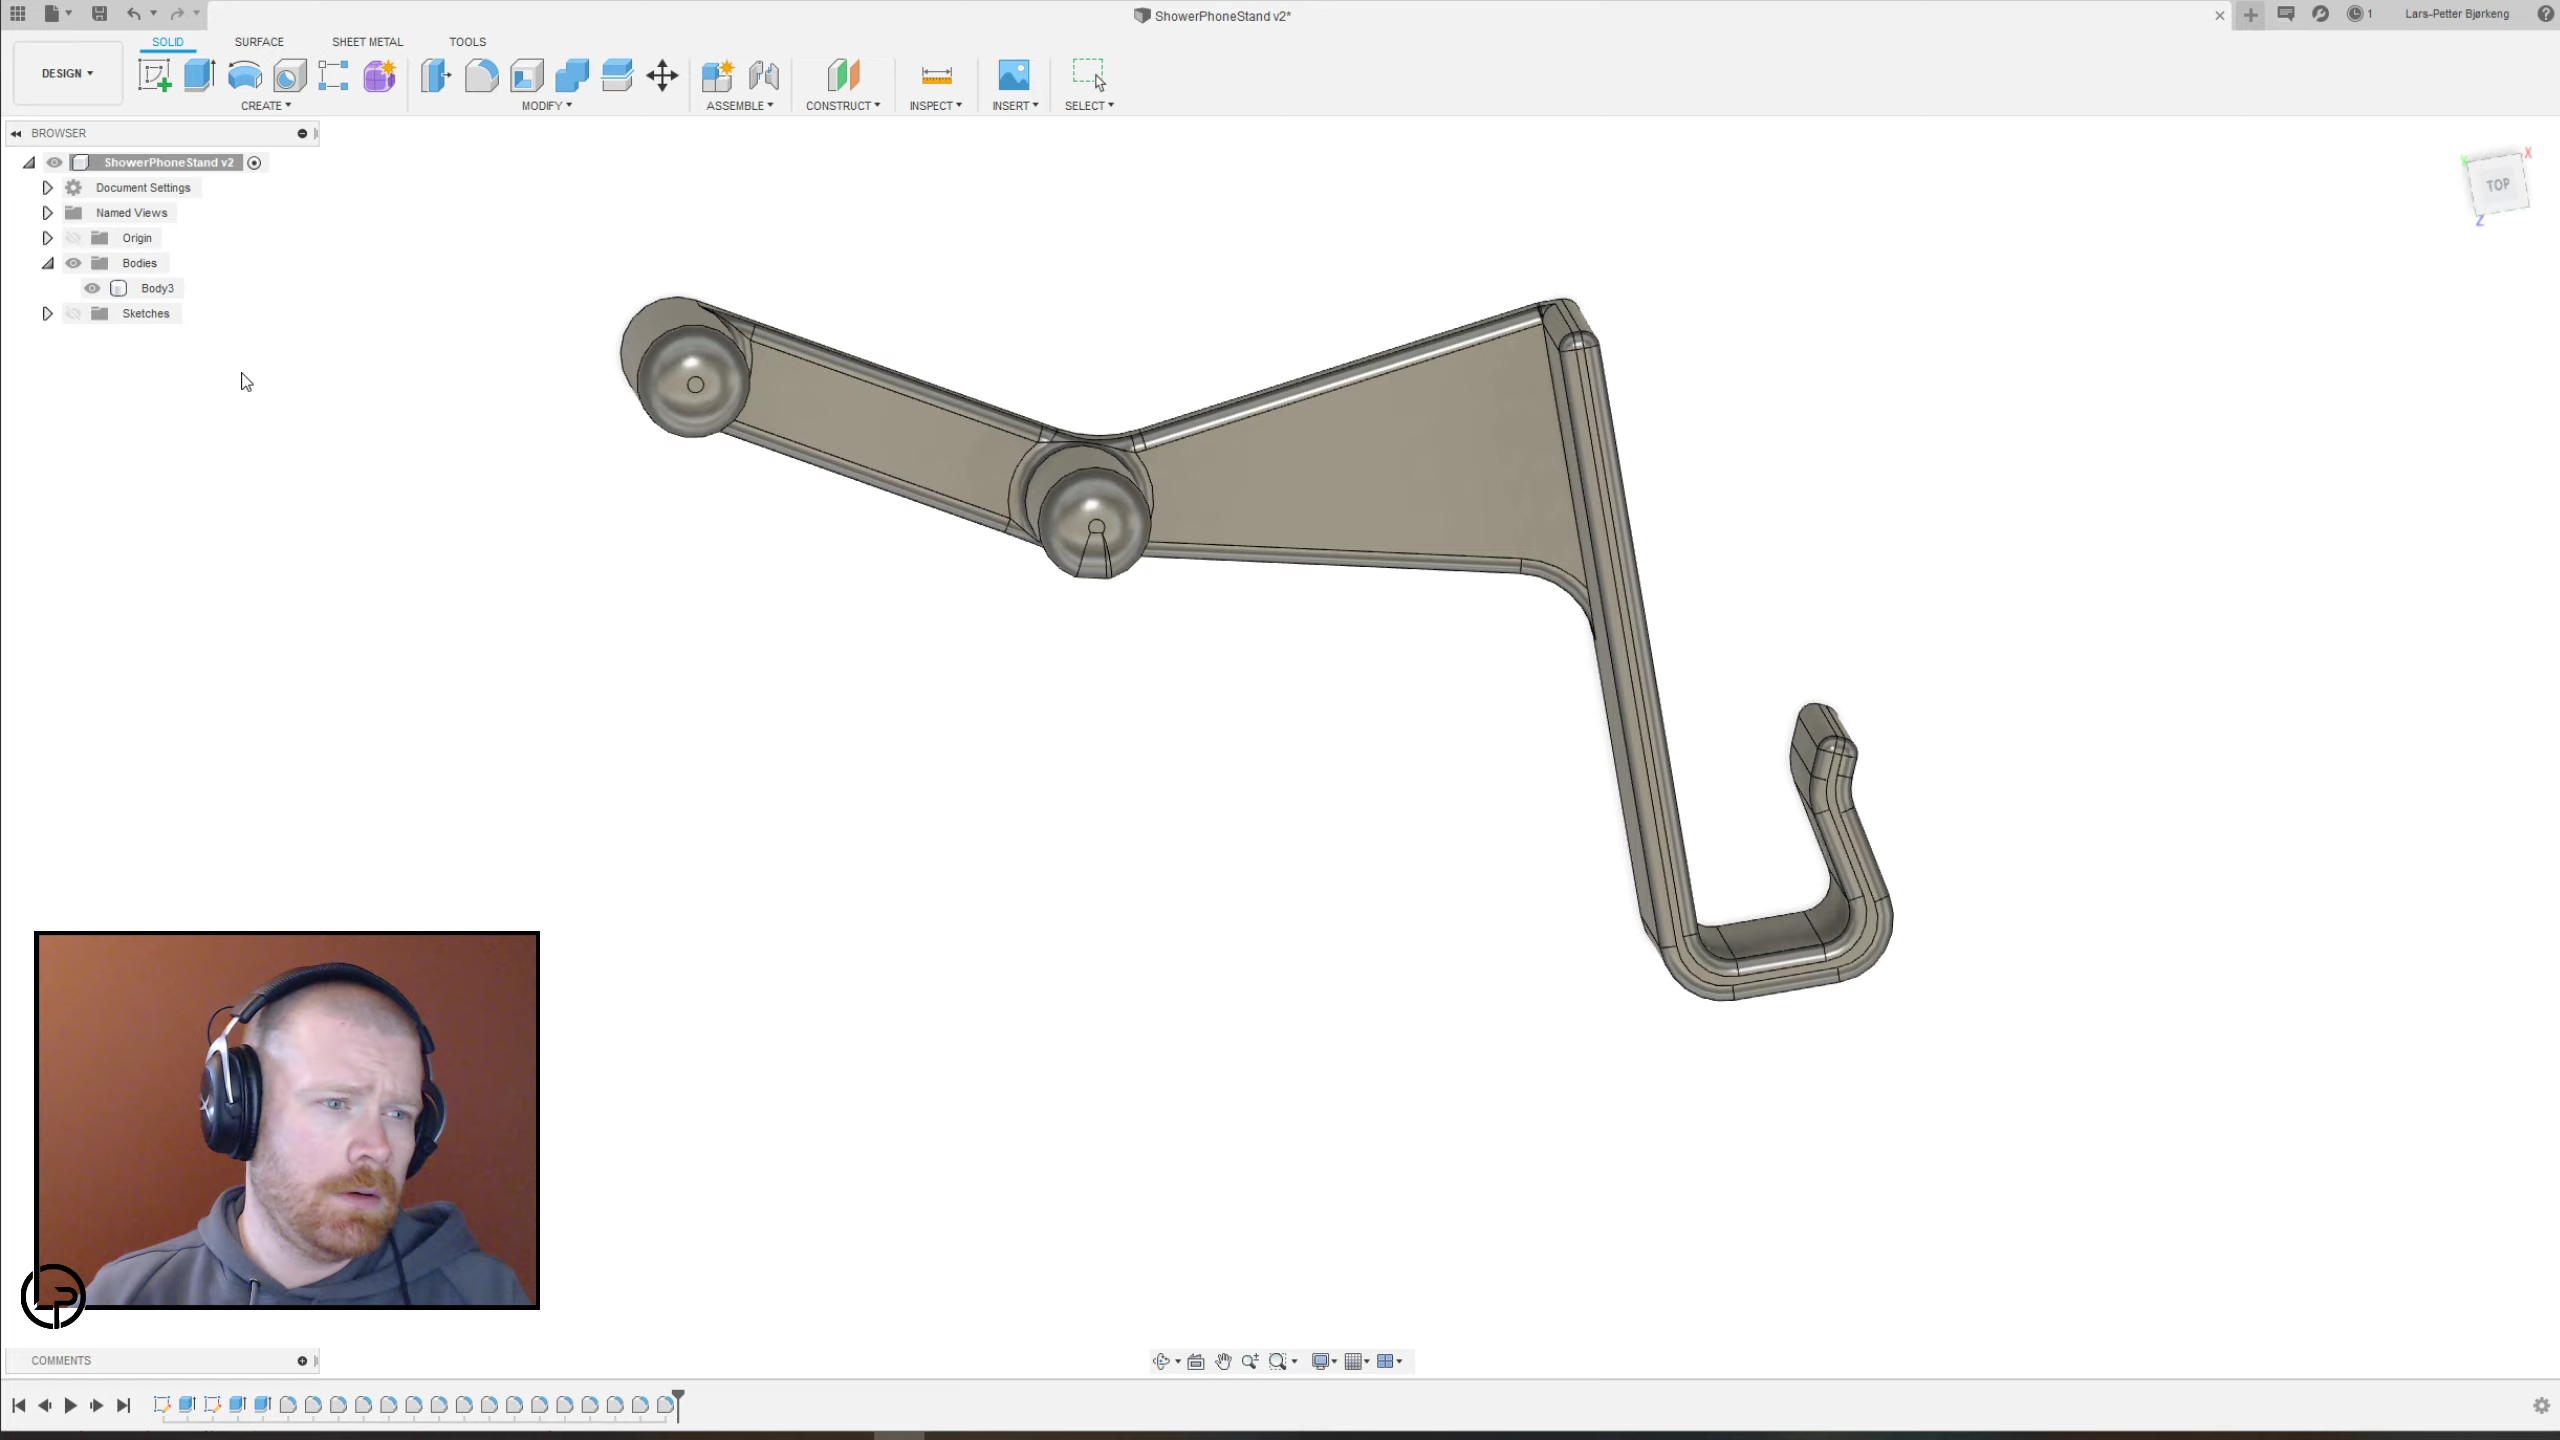 ShowerPhoneStand v2*
1
Lars-Petter Bjørkeng
SOLID
SURFACE
SHEET METAL
TOOLS
DESIGN
CREATE
MODIFY
ASSEMBLE
CONSTRUCT
INSPECT
INSERT
SELECT
BROWSER
ShowerPhoneStand v2
Document Settings
Named Views
Origin
Bodies
Body3
Sketches
X
TOP
Z
COMMENTS